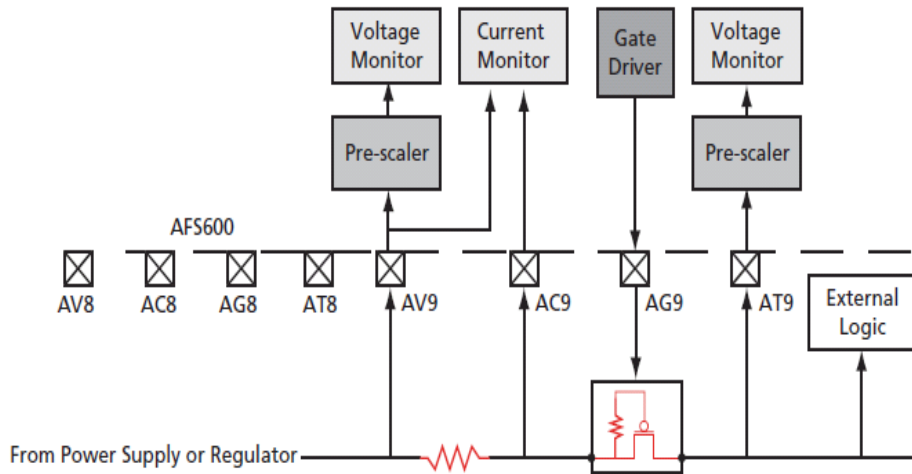 Voltage
Monitor
Current
Monitor
Gate
Driver
Voltage
Monitor
Pre-scaler
Pre-scaler
AFS600
AV8
AC8
AG8
AT8
AV9
AC9
AG9
AT9
External
Logic
From Power Supply or Regulator